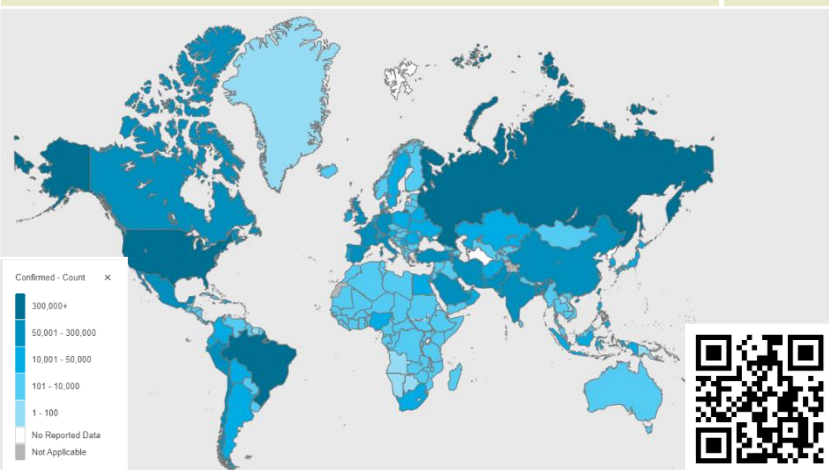 Confirmed - Count ×
300,000+
50,001 - 300,000
10,001 - 50,000
101 - 10,000
1 - 100
No Reported Data
Not Applicable